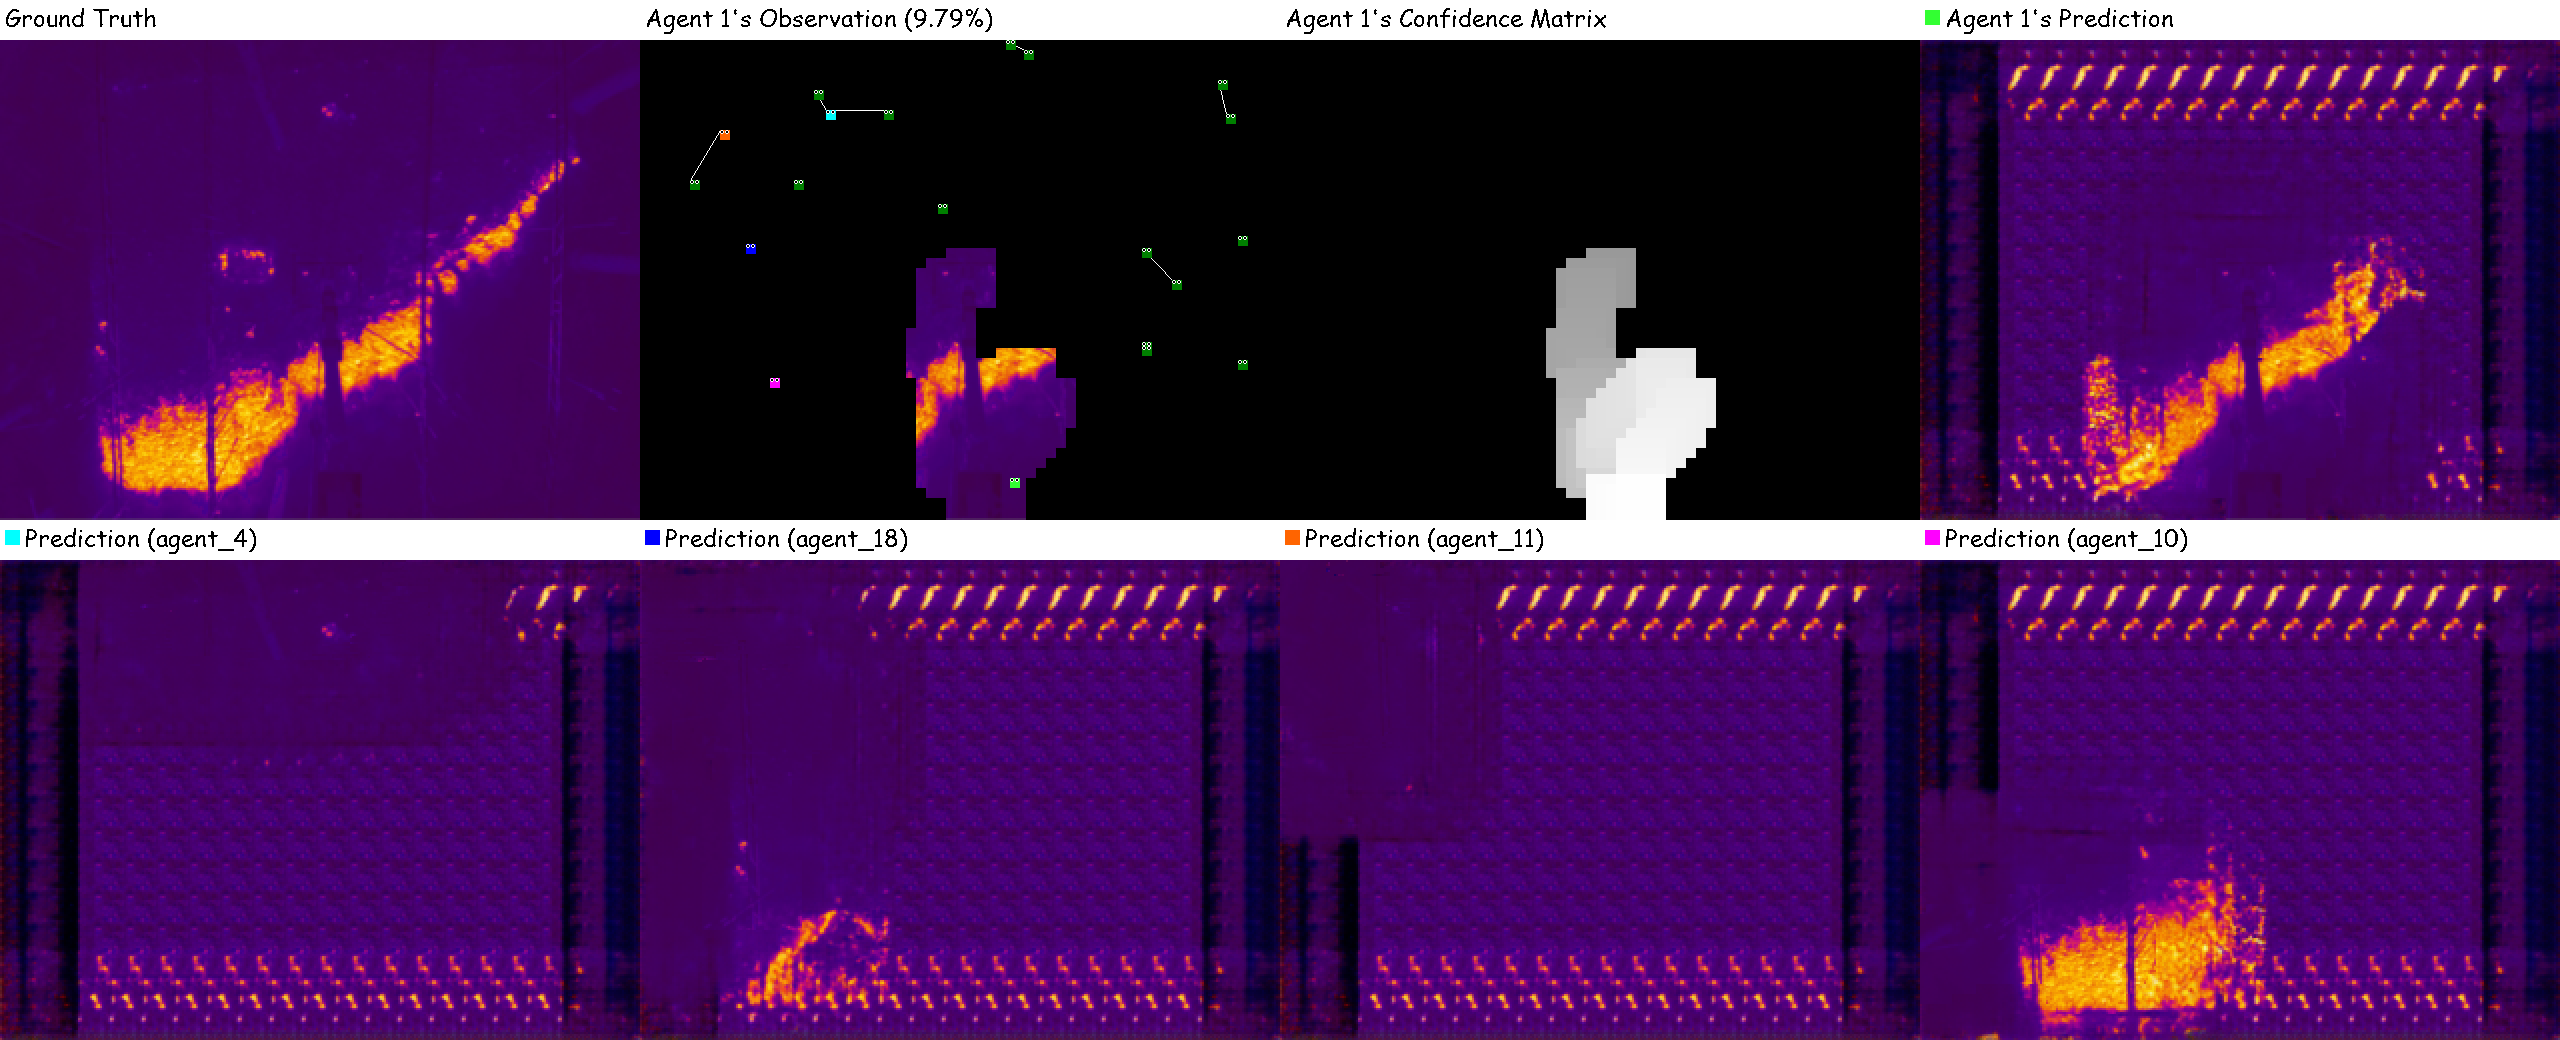 Ground Truth
Agent 1's Observation (9.79%)
Agent 1's Confidence Matrix
Agent 1's Prediction
Prediction (agent_4)
Prediction (agent_18)
Prediction (agent_11)
Prediction (agent_10)